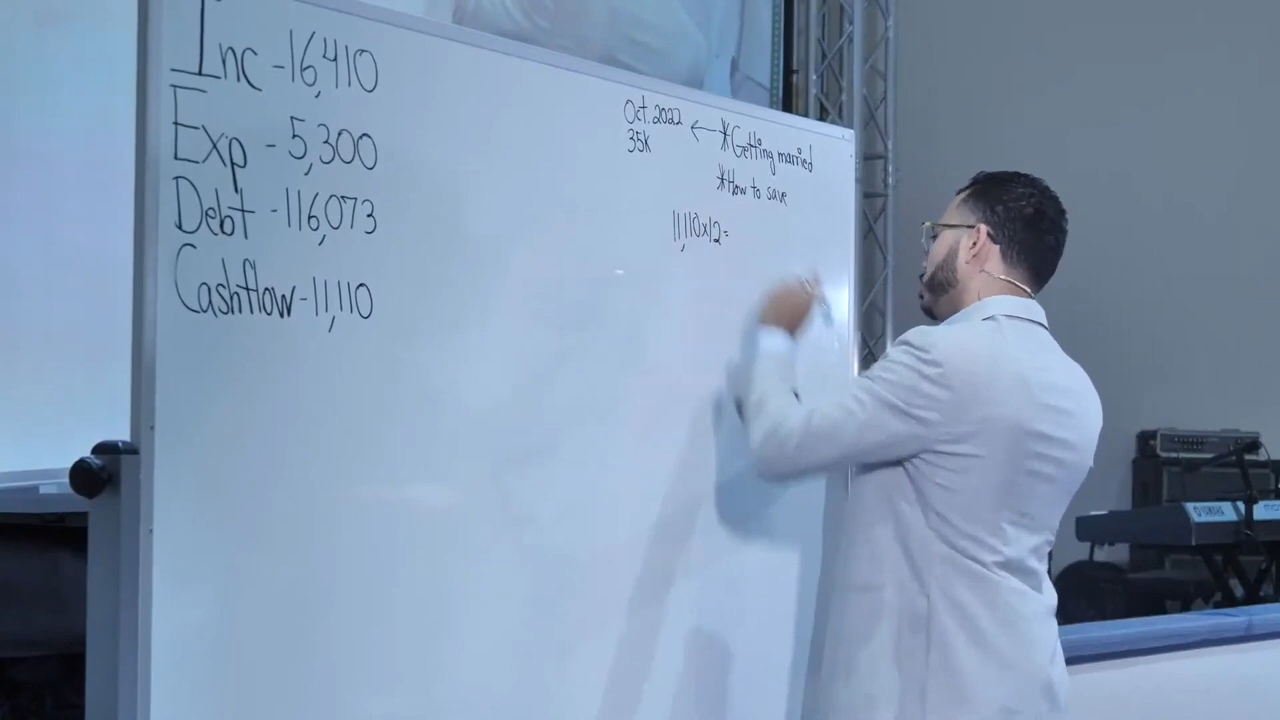 Inc - 16,410
Exp - 5,300
Debt - 116,073
Cashflow - 11,110
Oct. 2022 ← *Getting married
35k
*How to save
11,110x12=
YAMAHA